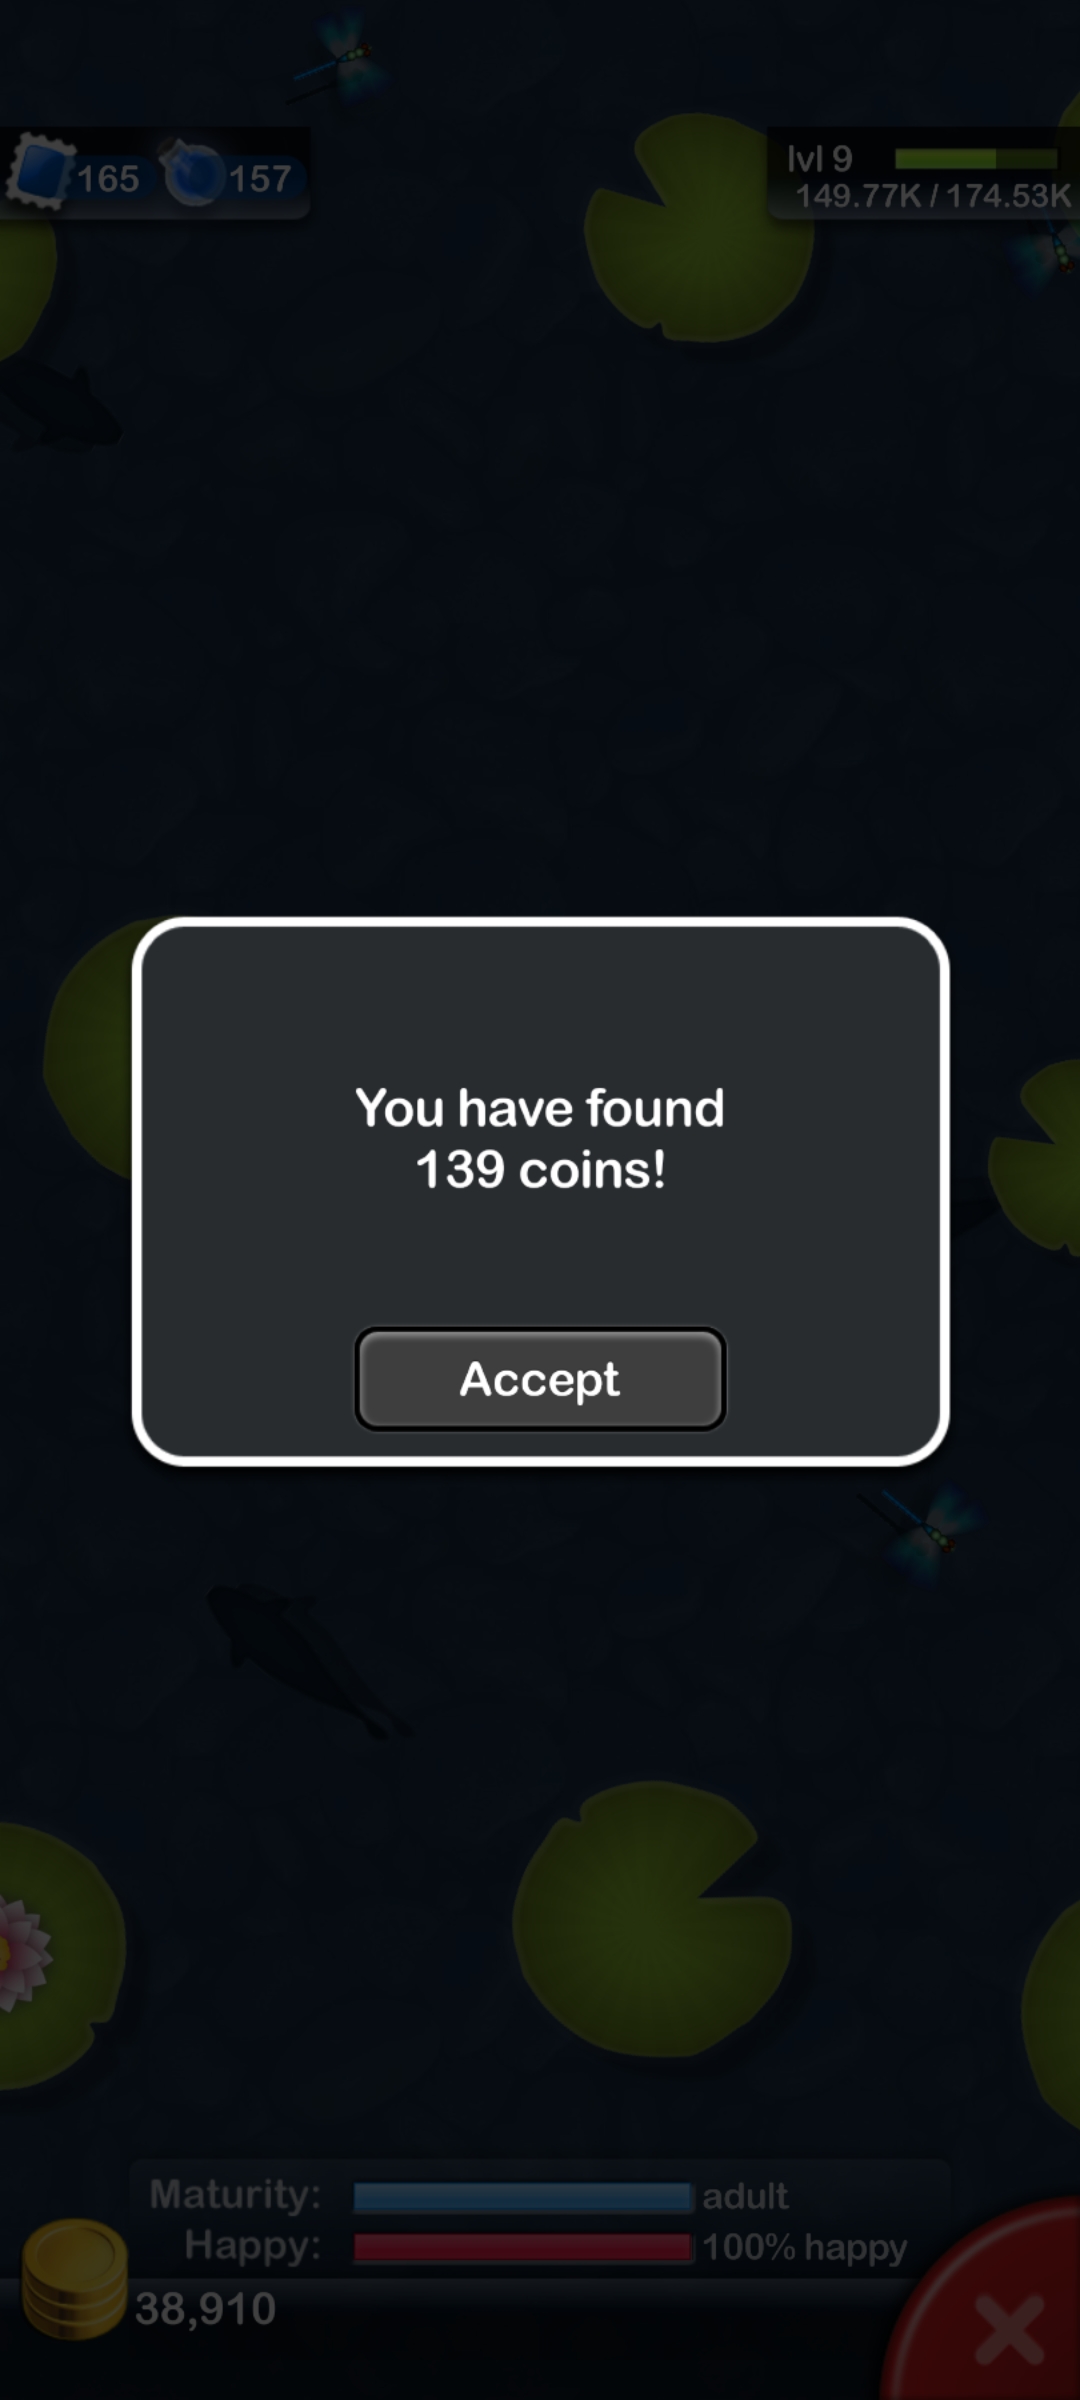 165 157
lvl 9
149.77K / 174.53K
You have found
139 coins!
Accept
Maturity: adult
Happy: 100% happy
38,910